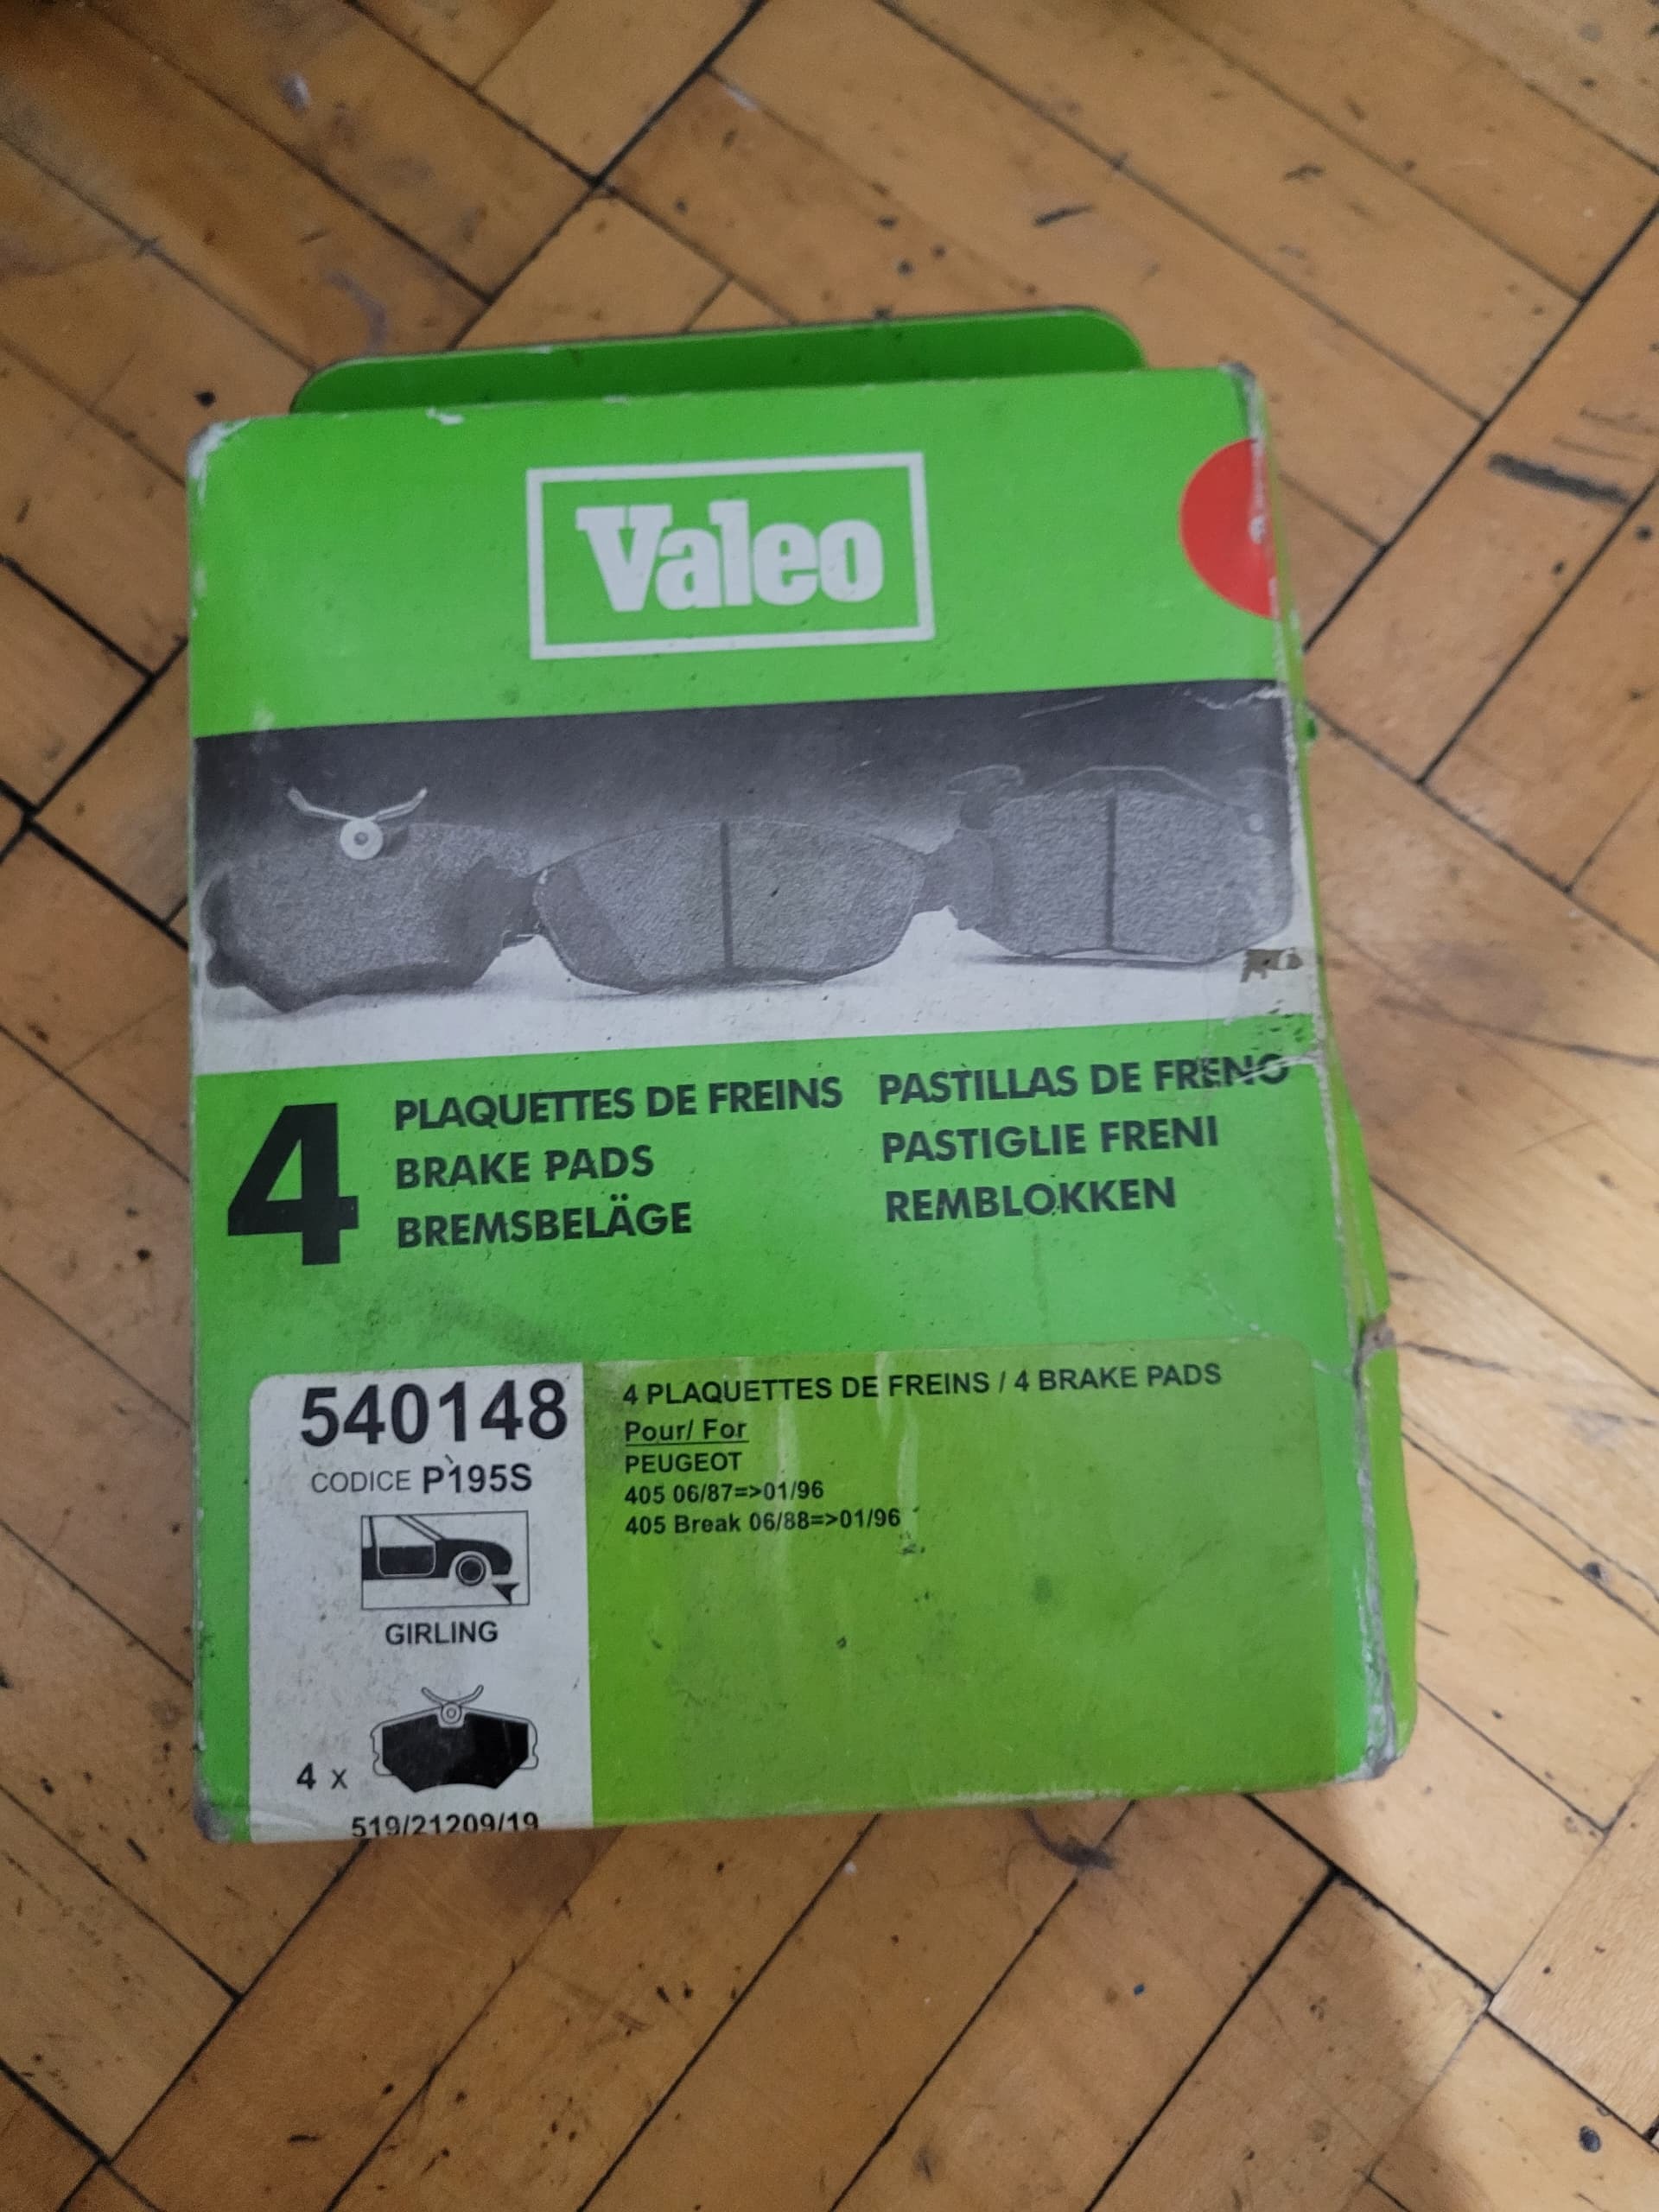 Valeo
4
PLAQUETTES DE FREINS
BRAKE PADS
BREMSBELÄGE
PASTILLAS DE FRENO
PASTIGLIE FRENI
REMBLOKKEN
540148
CODICE P195S
GIRLING
4 x
519/21209/19
4 PLAQUETTES DE FREINS / 4 BRAKE PADS
Pour/ For
PEUGEOT
405 06/87=>01/96
405 Break 06/88=>01/96